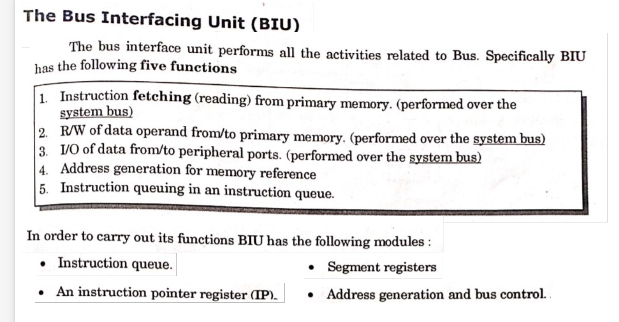 The Bus Interfacing Unit (BIU)
The bus interface unit performs all the activities related to Bus. Specifically BIU
has the following five functions
1. Instruction fetching (reading) from primary memory. (performed over the
system bus)
2. R/W of data operand from/to primary memory. (performed over the system bus)
3. I/O of data from/to peripheral ports. (performed over the system bus)
4. Address generation for memory reference
5. Instruction queuing in an instruction queue.
In order to carry out its functions BIU has the following modules :
• Instruction queue.
• Segment registers
• An instruction pointer register (IP).
• Address generation and bus control.